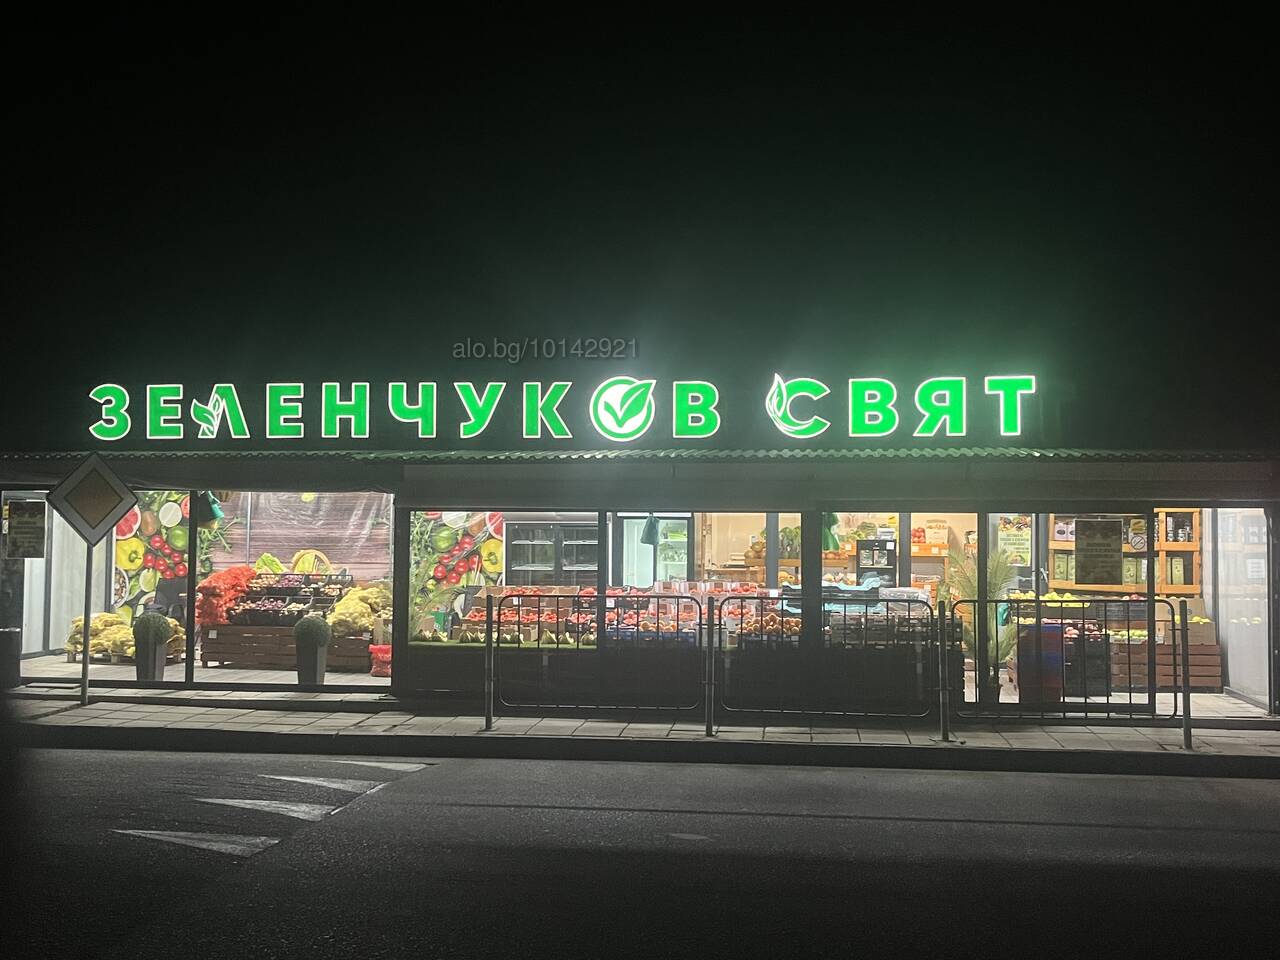 alo.bg/10142921
ЗЕЛЕНЧУКОВ СВЯТ